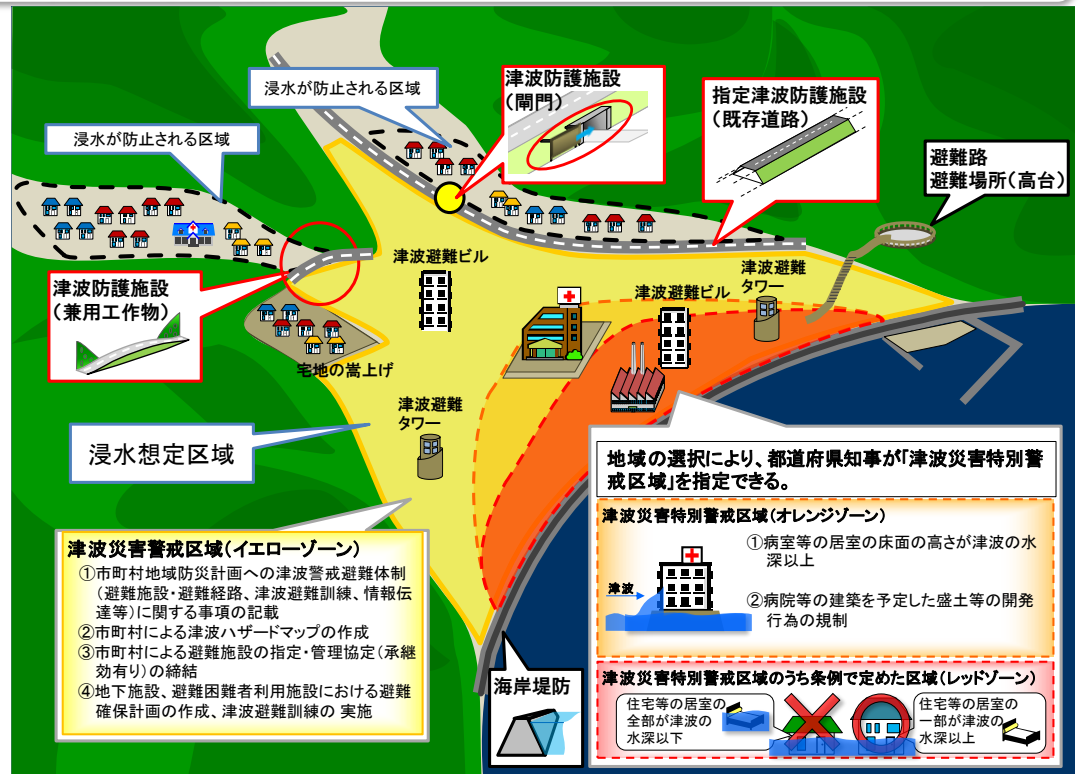 浸水が防止される区域
津波防護施設
(閘門)
指定津波防護施設
(既存道路)
浸水が防止される区域
避難路
避難場所(高台)
津波避難ビル
津波避難
タワー
津波防護施設
(兼用工作物)
津波避難ビル
宅地の嵩上げ
津波避難
タワー
浸水想定区域
地域の選択により、都道府県知事が「津波災害特別警
戒区域」を指定できる。
津波災害特別警戒区域(オレンジゾーン)
①病室等の居室の床面の高さが津波の水
深以上
津波
②病院等の建築を予定した盛土等の開発
行為の規制
津波災害警戒区域(イエローゾーン)
①市町村地域防災計画への津波警戒避難体制
(避難施設・避難経路、津波避難訓練、情報伝
達等)に関する事項の記載
②市町村による津波ハザードマップの作成
③市町村による避難施設の指定・管理協定(承継
効有り)の締結
④地下施設、避難困難者利用施設における避難
確保計画の作成、津波避難訓練の 実施
海岸堤防
津波災害特別警戒区域のうち条例で定めた区域(レッドゾーン)
住宅等の居室の
全部が津波の
水深以下
住宅等の居室の
一部が津波の
水深以上